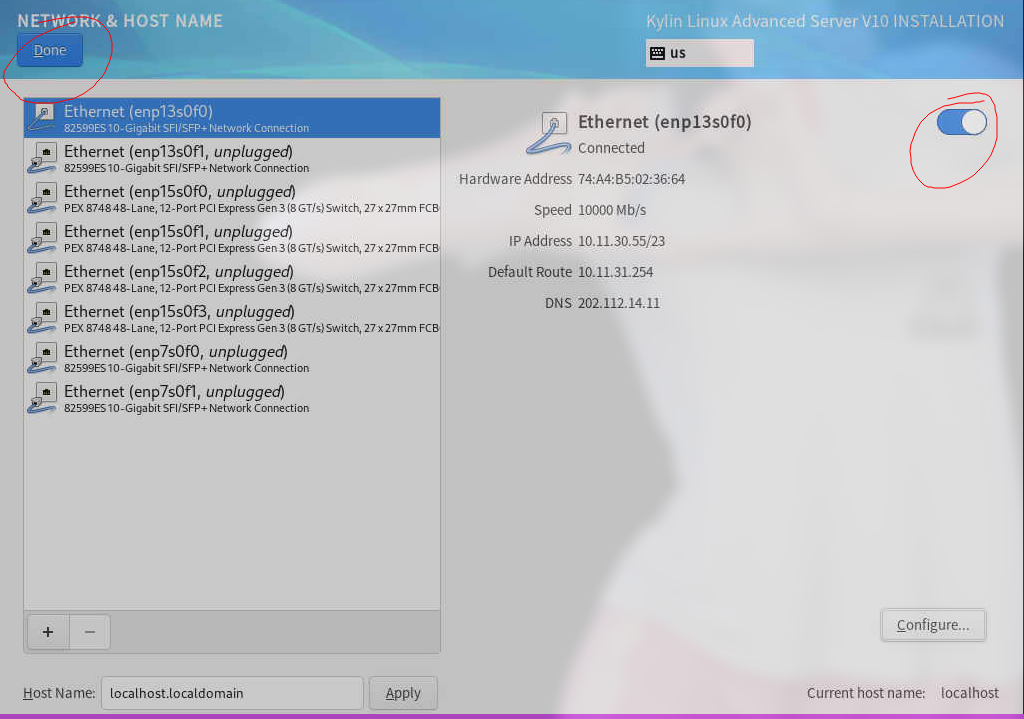 NETWORK & HOST NAME
Kylin Linux Advanced Server V10 INSTALLATION
Done
us
Ethernet (enp13s0f0)
82599ES 10-Gigabit SFI/SFP+ Network Connection
Ethernet (enp13s0f1, unplugged)
82599ES 10-Gigabit SFI/SFP+ Network Connection
Ethernet (enp15s0f0, unplugged)
PEX 8748 48-Lane, 12-Port PCI Express Gen 3 (8 GT/s) Switch, 27 x 27mm FCB
Ethernet (enp15s0f1, unplugged)
PEX 8748 48-Lane, 12-Port PCI Express Gen 3 (8 GT/s) Switch, 27 x 27mm FCB
Ethernet (enp15s0f2, unplugged)
PEX 8748 48-Lane, 12-Port PCI Express Gen 3 (8 GT/s) Switch, 27 x 27mm FCB
Ethernet (enp15s0f3, unplugged)
PEX 8748 48-Lane, 12-Port PCI Express Gen 3 (8 GT/s) Switch, 27 x 27mm FCB
Ethernet (enp7s0f0, unplugged)
82599ES 10-Gigabit SFI/SFP+ Network Connection
Ethernet (enp7s0f1, unplugged)
82599ES 10-Gigabit SFI/SFP+ Network Connection
Ethernet (enp13s0f0)
Connected
Hardware Address 74:A4:B5:02:36:64
Speed 10000 Mb/s
IP Address 10.11.30.55/23
Default Route 10.11.31.254
DNS 202.112.14.11
+ −
Configure...
Host Name: localhost.localdomain Apply
Current host name: localhost